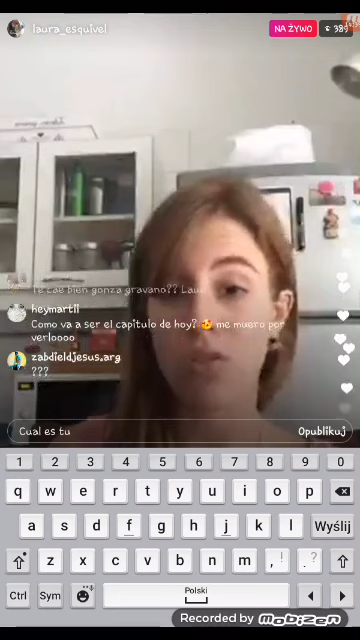 laura_esquivel
NA ŻYWO
389
Te cae bien gonza gravano?? Lau
heymartii
Como va a ser el capitulo de hoy? 🥰 me muero por
verloooo
zabdieldjesus.arg
???
Cual es tu
Opublikuj
1 2 3 4 5 6 7 8 9 0
q w e r t y u i o p
a s d f g h j k l Wyślij
z x c v b n m , ! . ?
Ctrl Sym Polski
Recorded by MOBIZEN